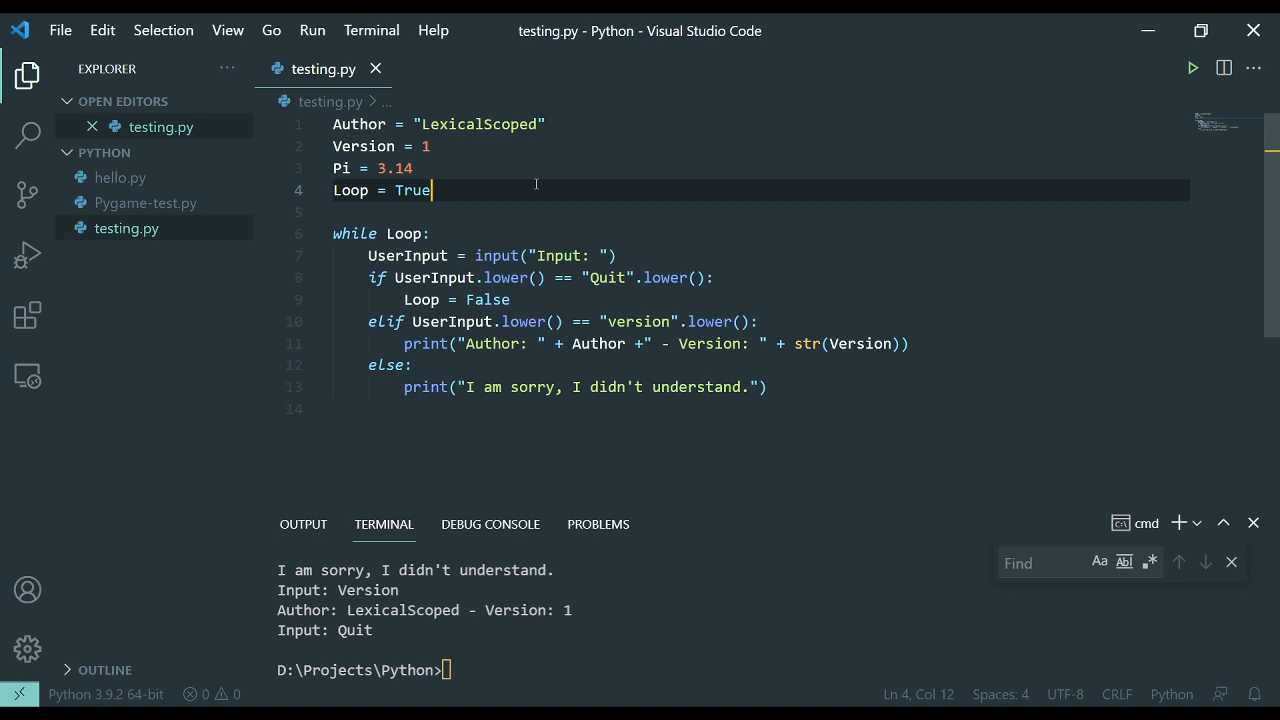 File Edit Selection View Go Run Terminal Help testing.py - Python - Visual Studio Code
EXPLORER ...
OPEN EDITORS
testing.py
PYTHON
hello.py
Pygame-test.py
testing.py
OUTLINE
testing.py
testing.py > ...
1 Author = "LexicalScoped"
2 Version = 1
3 Pi = 3.14
4 Loop = True
5
6 while Loop:
7 UserInput = input("Input: ")
8 if UserInput.lower() == "Quit".lower():
9 Loop = False
10 elif UserInput.lower() == "version".lower():
11 print("Author: " + Author +" - Version: " + str(Version))
12 else:
13 print("I am sorry, I didn't understand.")
14
OUTPUT TERMINAL DEBUG CONSOLE PROBLEMS cmd
Find Aa Abl
I am sorry, I didn't understand.
Input: Version
Author: LexicalScoped - Version: 1
Input: Quit
D:\Projects\Python>
Python 3.9.2 64-bit 0 0 Ln 4, Col 12 Spaces: 4 UTF-8 CRLF Python